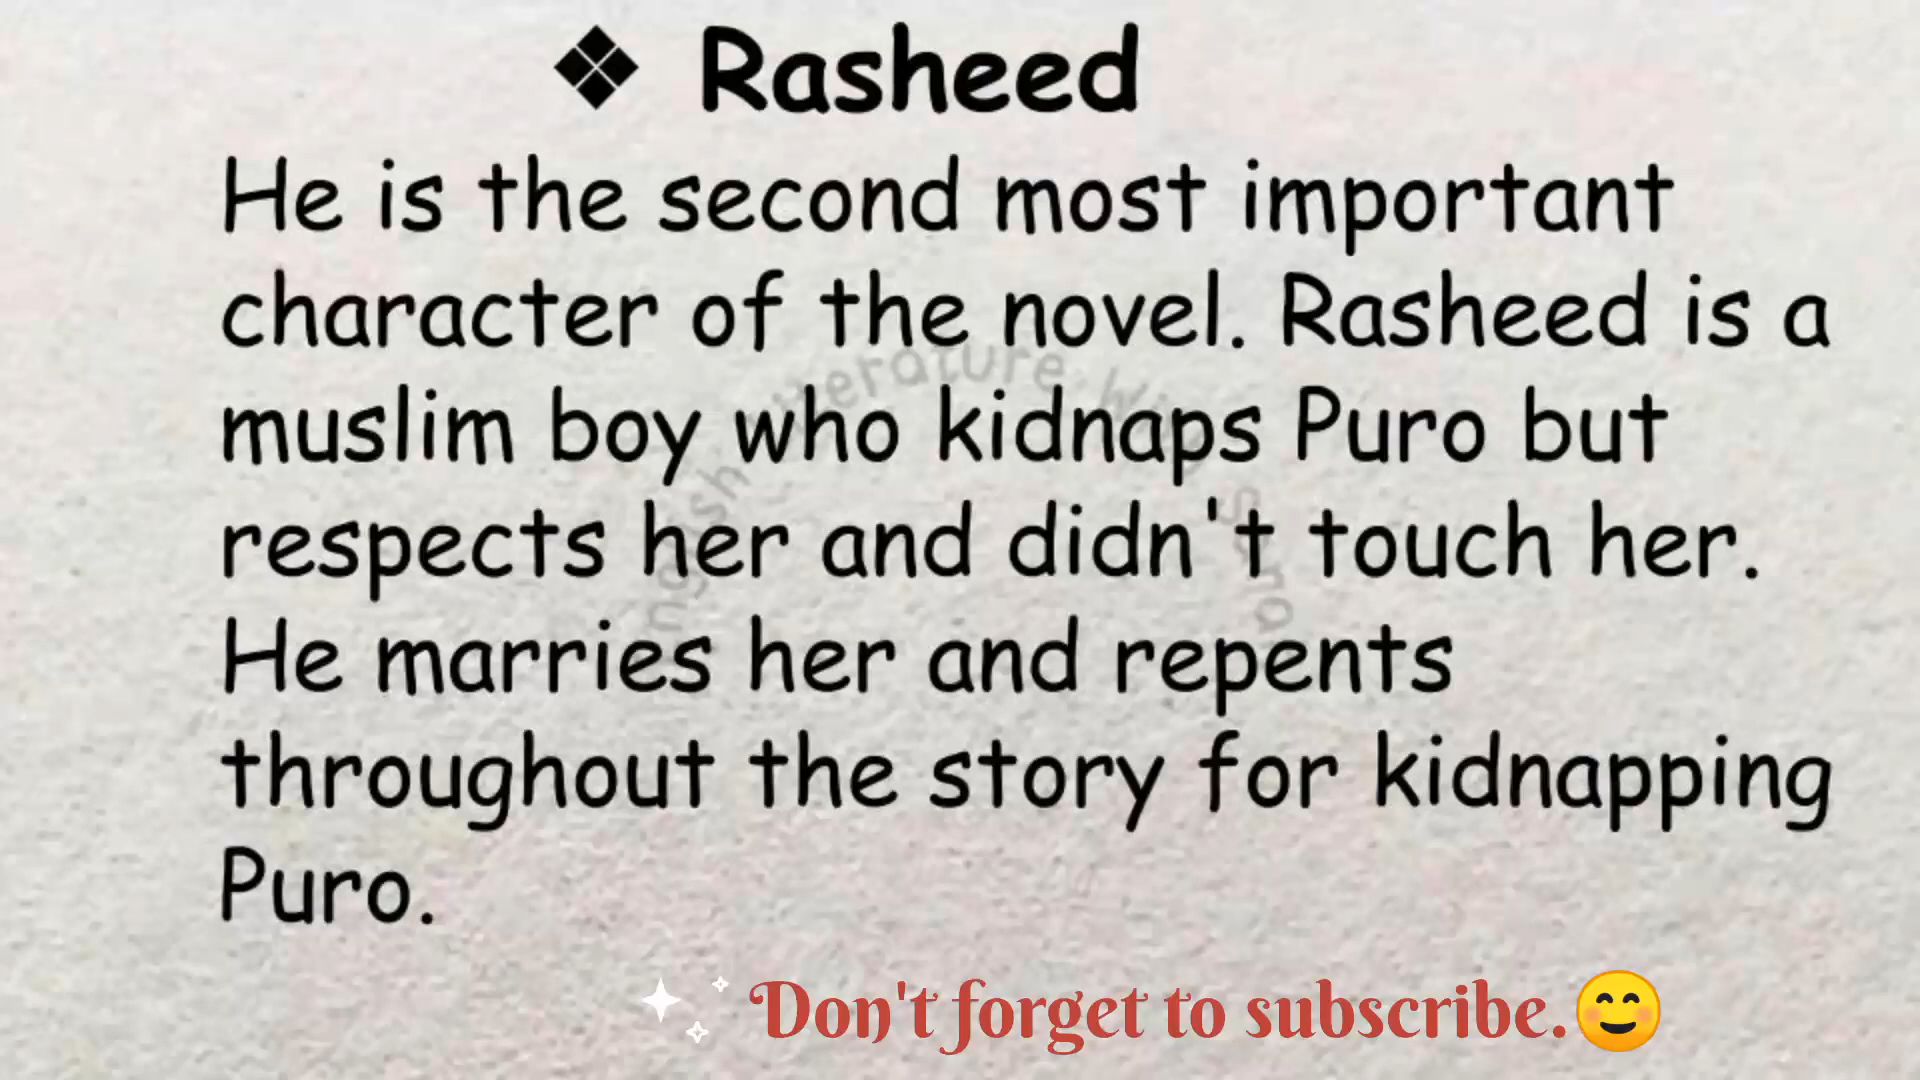 ❖ Rasheed
He is the second most important
character of the novel. Rasheed is a
muslim boy who kidnaps Puro but
respects her and didn't touch her.
He marries her and repents
throughout the story for kidnapping
Puro.
Don't forget to subscribe.😊